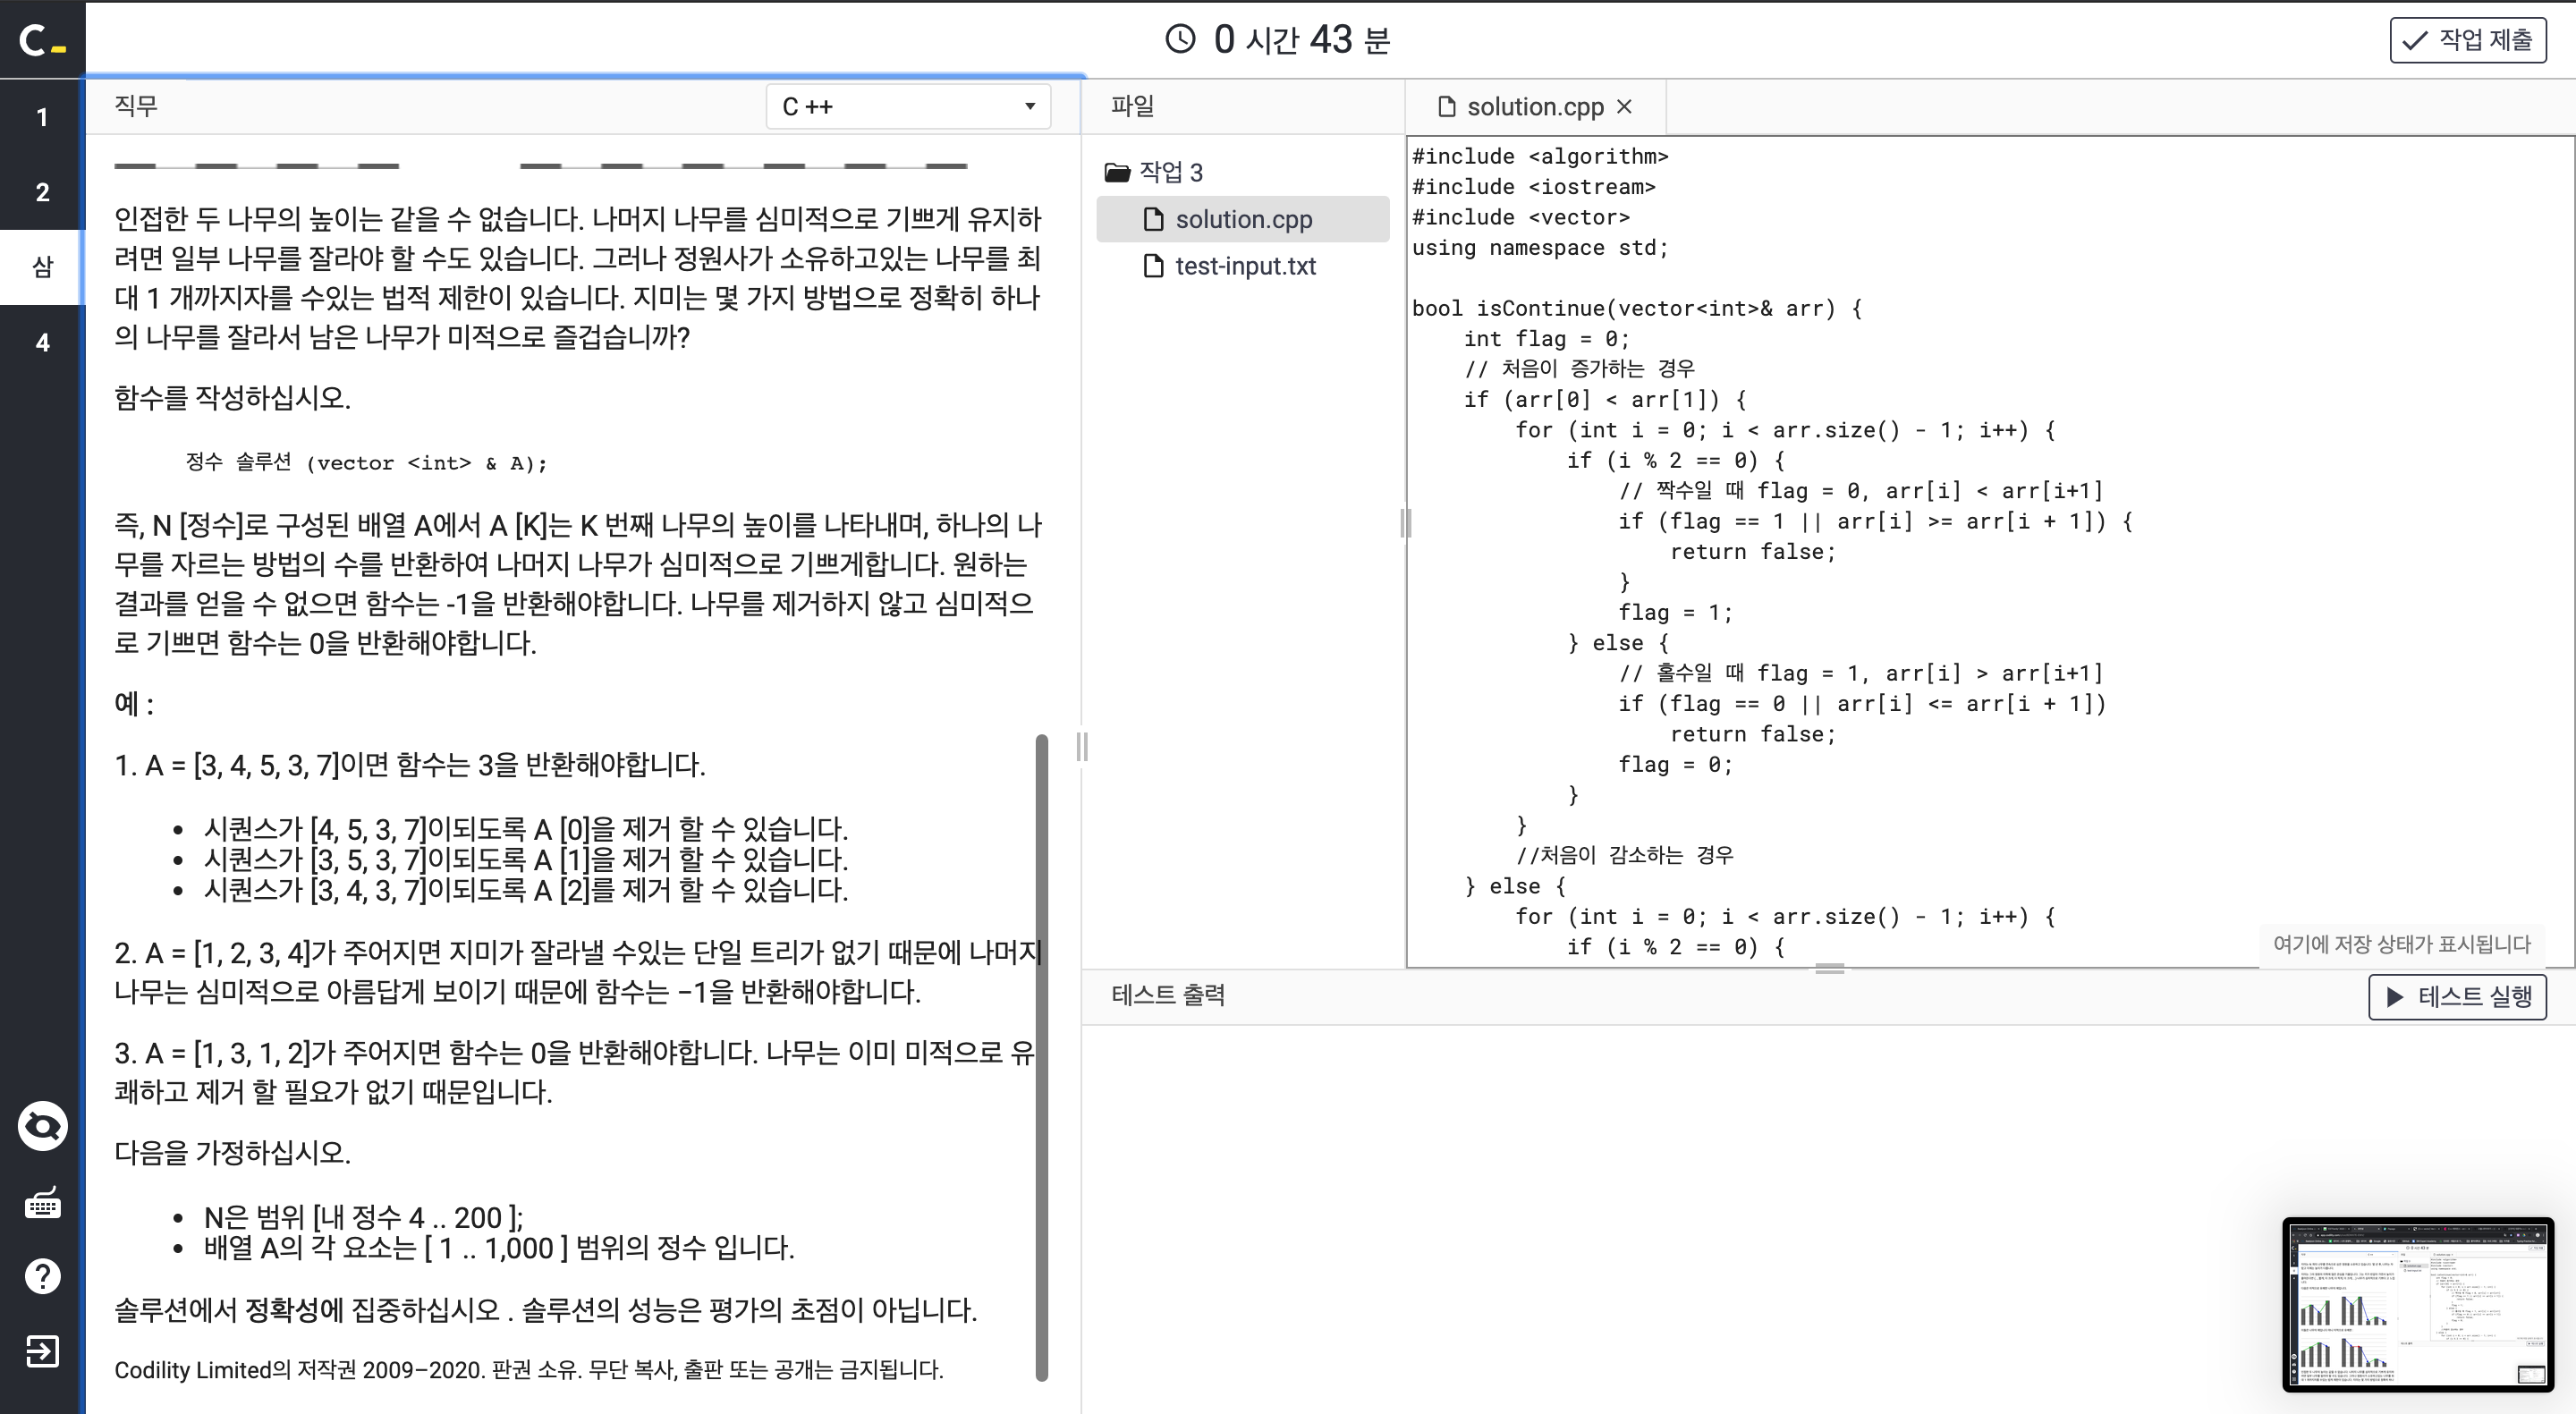 C_
0 시간 43 분
작업 제출
1
2
삼
4
직무
C ++
인접한 두 나무의 높이는 같을 수 없습니다. 나머지 나무를 심미적으로 기쁘게 유지하
려면 일부 나무를 잘라야 할 수도 있습니다. 그러나 정원사가 소유하고있는 나무를 최
대 1 개까지자를 수있는 법적 제한이 있습니다. 지미는 몇 가지 방법으로 정확히 하나
의 나무를 잘라서 남은 나무가 미적으로 즐겁습니까?
함수를 작성하십시오.
정수 솔루션 (vector <int> & A);
즉, N [정수]로 구성된 배열 A에서 A [K]는 K 번째 나무의 높이를 나타내며, 하나의 나
무를 자르는 방법의 수를 반환하여 나머지 나무가 심미적으로 기쁘게합니다. 원하는
결과를 얻을 수 없으면 함수는 -1을 반환해야합니다. 나무를 제거하지 않고 심미적으
로 기쁘면 함수는 0을 반환해야합니다.
예 :
1. A = [3, 4, 5, 3, 7]이면 함수는 3을 반환해야합니다.
• 시퀀스가 [4, 5, 3, 7]이되도록 A [0]을 제거 할 수 있습니다.
• 시퀀스가 [3, 5, 3, 7]이되도록 A [1]을 제거 할 수 있습니다.
• 시퀀스가 [3, 4, 3, 7]이되도록 A [2]를 제거 할 수 있습니다.
2. A = [1, 2, 3, 4]가 주어지면 지미가 잘라낼 수있는 단일 트리가 없기 때문에 나머지
나무는 심미적으로 아름답게 보이기 때문에 함수는 −1을 반환해야합니다.
3. A = [1, 3, 1, 2]가 주어지면 함수는 0을 반환해야합니다. 나무는 이미 미적으로 유
쾌하고 제거 할 필요가 없기 때문입니다.
다음을 가정하십시오.
• N은 범위 [내 정수 4 .. 200 ];
• 배열 A의 각 요소는 [ 1 .. 1,000 ] 범위의 정수 입니다.
솔루션에서 정확성에 집중하십시오 . 솔루션의 성능은 평가의 초점이 아닙니다.
Codility Limited의 저작권 2009–2020. 판권 소유. 무단 복사, 출판 또는 공개는 금지됩니다.
파일
작업 3
solution.cpp
test-input.txt
solution.cpp ×
#include <algorithm>
#include <iostream>
#include <vector>
using namespace std;
bool isContinue(vector<int>& arr) {
    int flag = 0;
    // 처음이 증가하는 경우
    if (arr[0] < arr[1]) {
        for (int i = 0; i < arr.size() - 1; i++) {
            if (i % 2 == 0) {
                // 짝수일 때 flag = 0, arr[i] < arr[i+1]
                if (flag == 1 || arr[i] >= arr[i + 1]) {
                    return false;
                }
                flag = 1;
            } else {
                // 홀수일 때 flag = 1, arr[i] > arr[i+1]
                if (flag == 0 || arr[i] <= arr[i + 1])
                    return false;
                flag = 0;
            }
        }
        //처음이 감소하는 경우
    } else {
        for (int i = 0; i < arr.size() - 1; i++) {
            if (i % 2 == 0) {
여기에 저장 상태가 표시됩니다
테스트 출력
테스트 실행